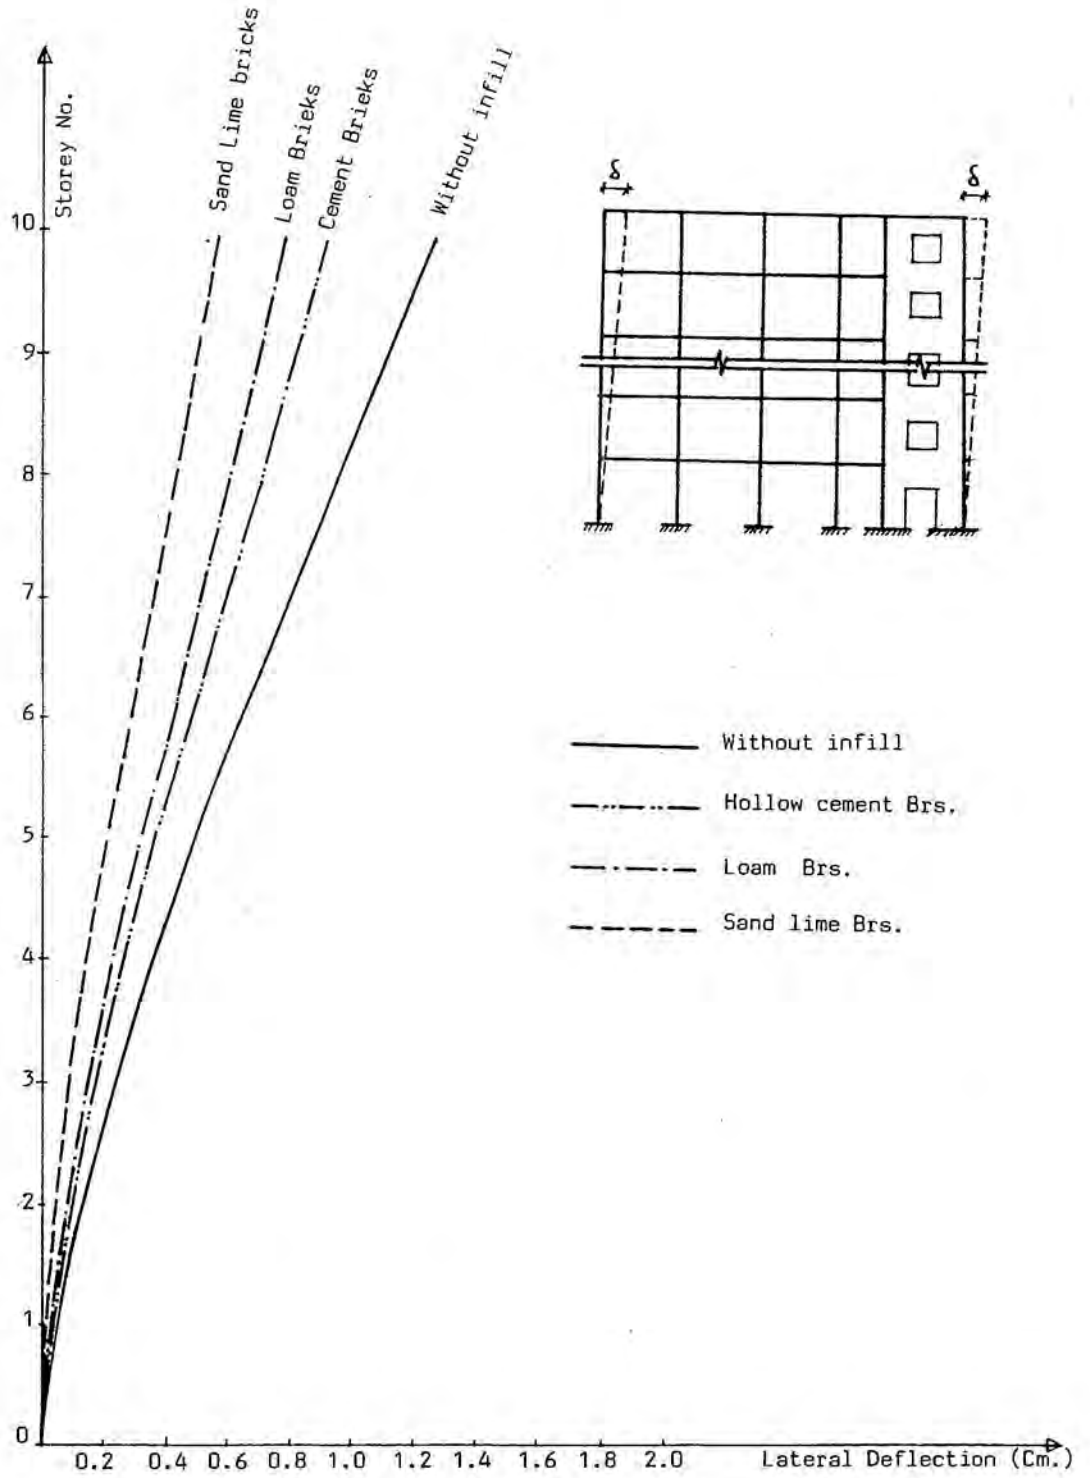 Storey No.
Sand Lime bricks
Loam Brieks
Cement Brieks
Without infill
10
9
8
7
6
5
4
3
2
1
0
δ
δ
Without infill
Hollow cement Brs.
Loam Brs.
Sand lime Brs.
0.2 0.4 0.6 0.8 1.0 1.2 1.4 1.6 1.8 2.0 Lateral Deflection (Cm.)